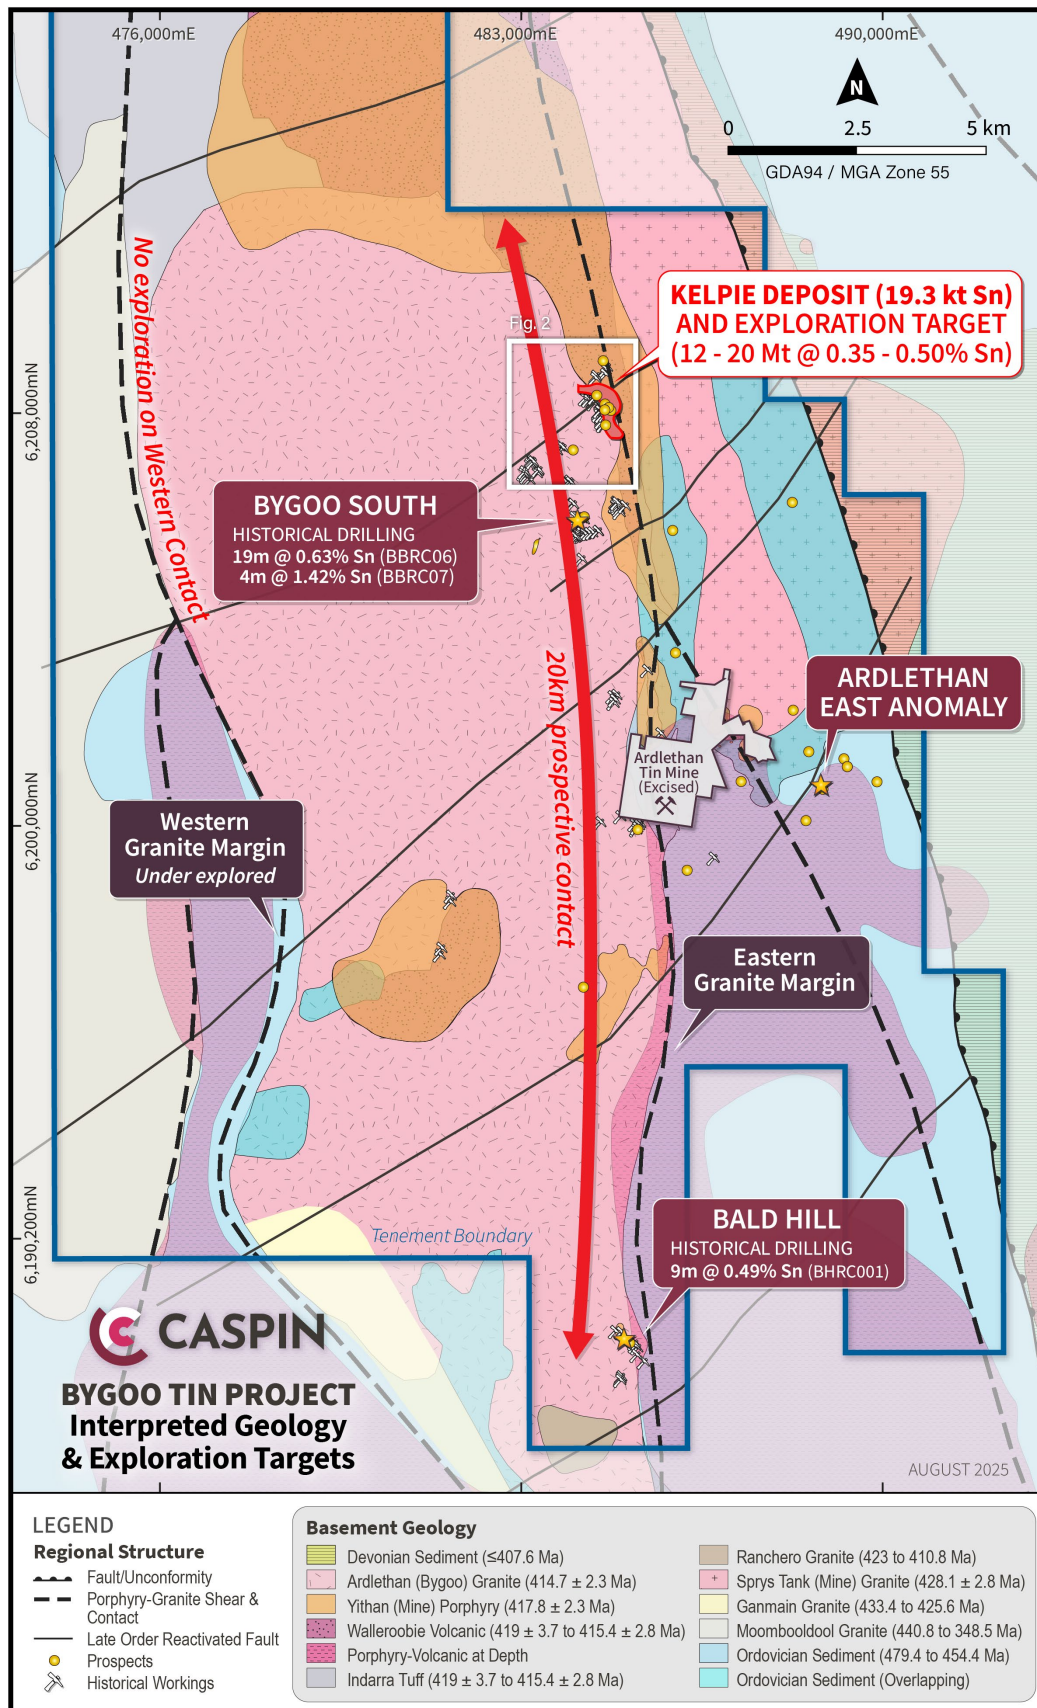 476,000mE
483,000mE
490,000mE
N
0 2.5 5 km
GDA94 / MGA Zone 55
6,208,000mN
6,200,000mN
6,190,200mN
No exploration on Western Contact
KELPIE DEPOSIT (19.3 kt Sn)
AND EXPLORATION TARGET
(12 - 20 Mt @ 0.35 - 0.50% Sn)
Fig. 2
BYGOO SOUTH
HISTORICAL DRILLING
19m @ 0.63% Sn (BBRC06)
4m @ 1.42% Sn (BBRC07)
20km prospective contact
ARDLETHAN
EAST ANOMALY
Ardlethan
Tin Mine
(Excised)
Western
Granite Margin
Under explored
Eastern
Granite Margin
BALD HILL
HISTORICAL DRILLING
9m @ 0.49% Sn (BHRC001)
Tenement Boundary
CASPIN
BYGOO TIN PROJECT
Interpreted Geology
& Exploration Targets
AUGUST 2025
LEGEND
Regional Structure
Fault/Unconformity
Porphyry-Granite Shear &
Contact
Late Order Reactivated Fault
Prospects
Historical Workings
Basement Geology
Devonian Sediment (≤407.6 Ma)
Ardlethan (Bygoo) Granite (414.7 ± 2.3 Ma)
Yithan (Mine) Porphyry (417.8 ± 2.3 Ma)
Walleroobie Volcanic (419 ± 3.7 to 415.4 ± 2.8 Ma)
Porphyry-Volcanic at Depth
Indarra Tuff (419 ± 3.7 to 415.4 ± 2.8 Ma)
Ranchero Granite (423 to 410.8 Ma)
Sprys Tank (Mine) Granite (428.1 ± 2.8 Ma)
Ganmain Granite (433.4 to 425.6 Ma)
Moombooldool Granite (440.8 to 348.5 Ma)
Ordovician Sediment (479.4 to 454.4 Ma)
Ordovician Sediment (Overlapping)